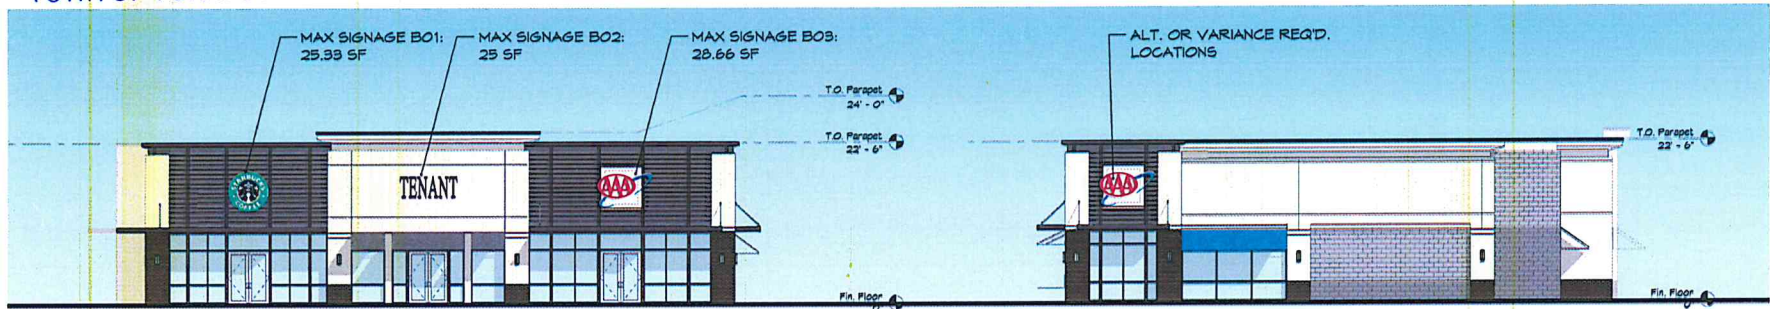 MAX SIGNAGE B01:
25.33 SF
MAX SIGNAGE B02:
25 SF
MAX SIGNAGE B03:
28.66 SF
ALT. OR VARIANCE REQ'D.
LOCATIONS
T.O. Parapet
24' - 0"
T.O. Parapet
22' - 6"
T.O. Parapet
22' - 6"
STARBUCKS
COFFEE
TENANT
AAA
AAA
Fin. Floor
Fin. Floor